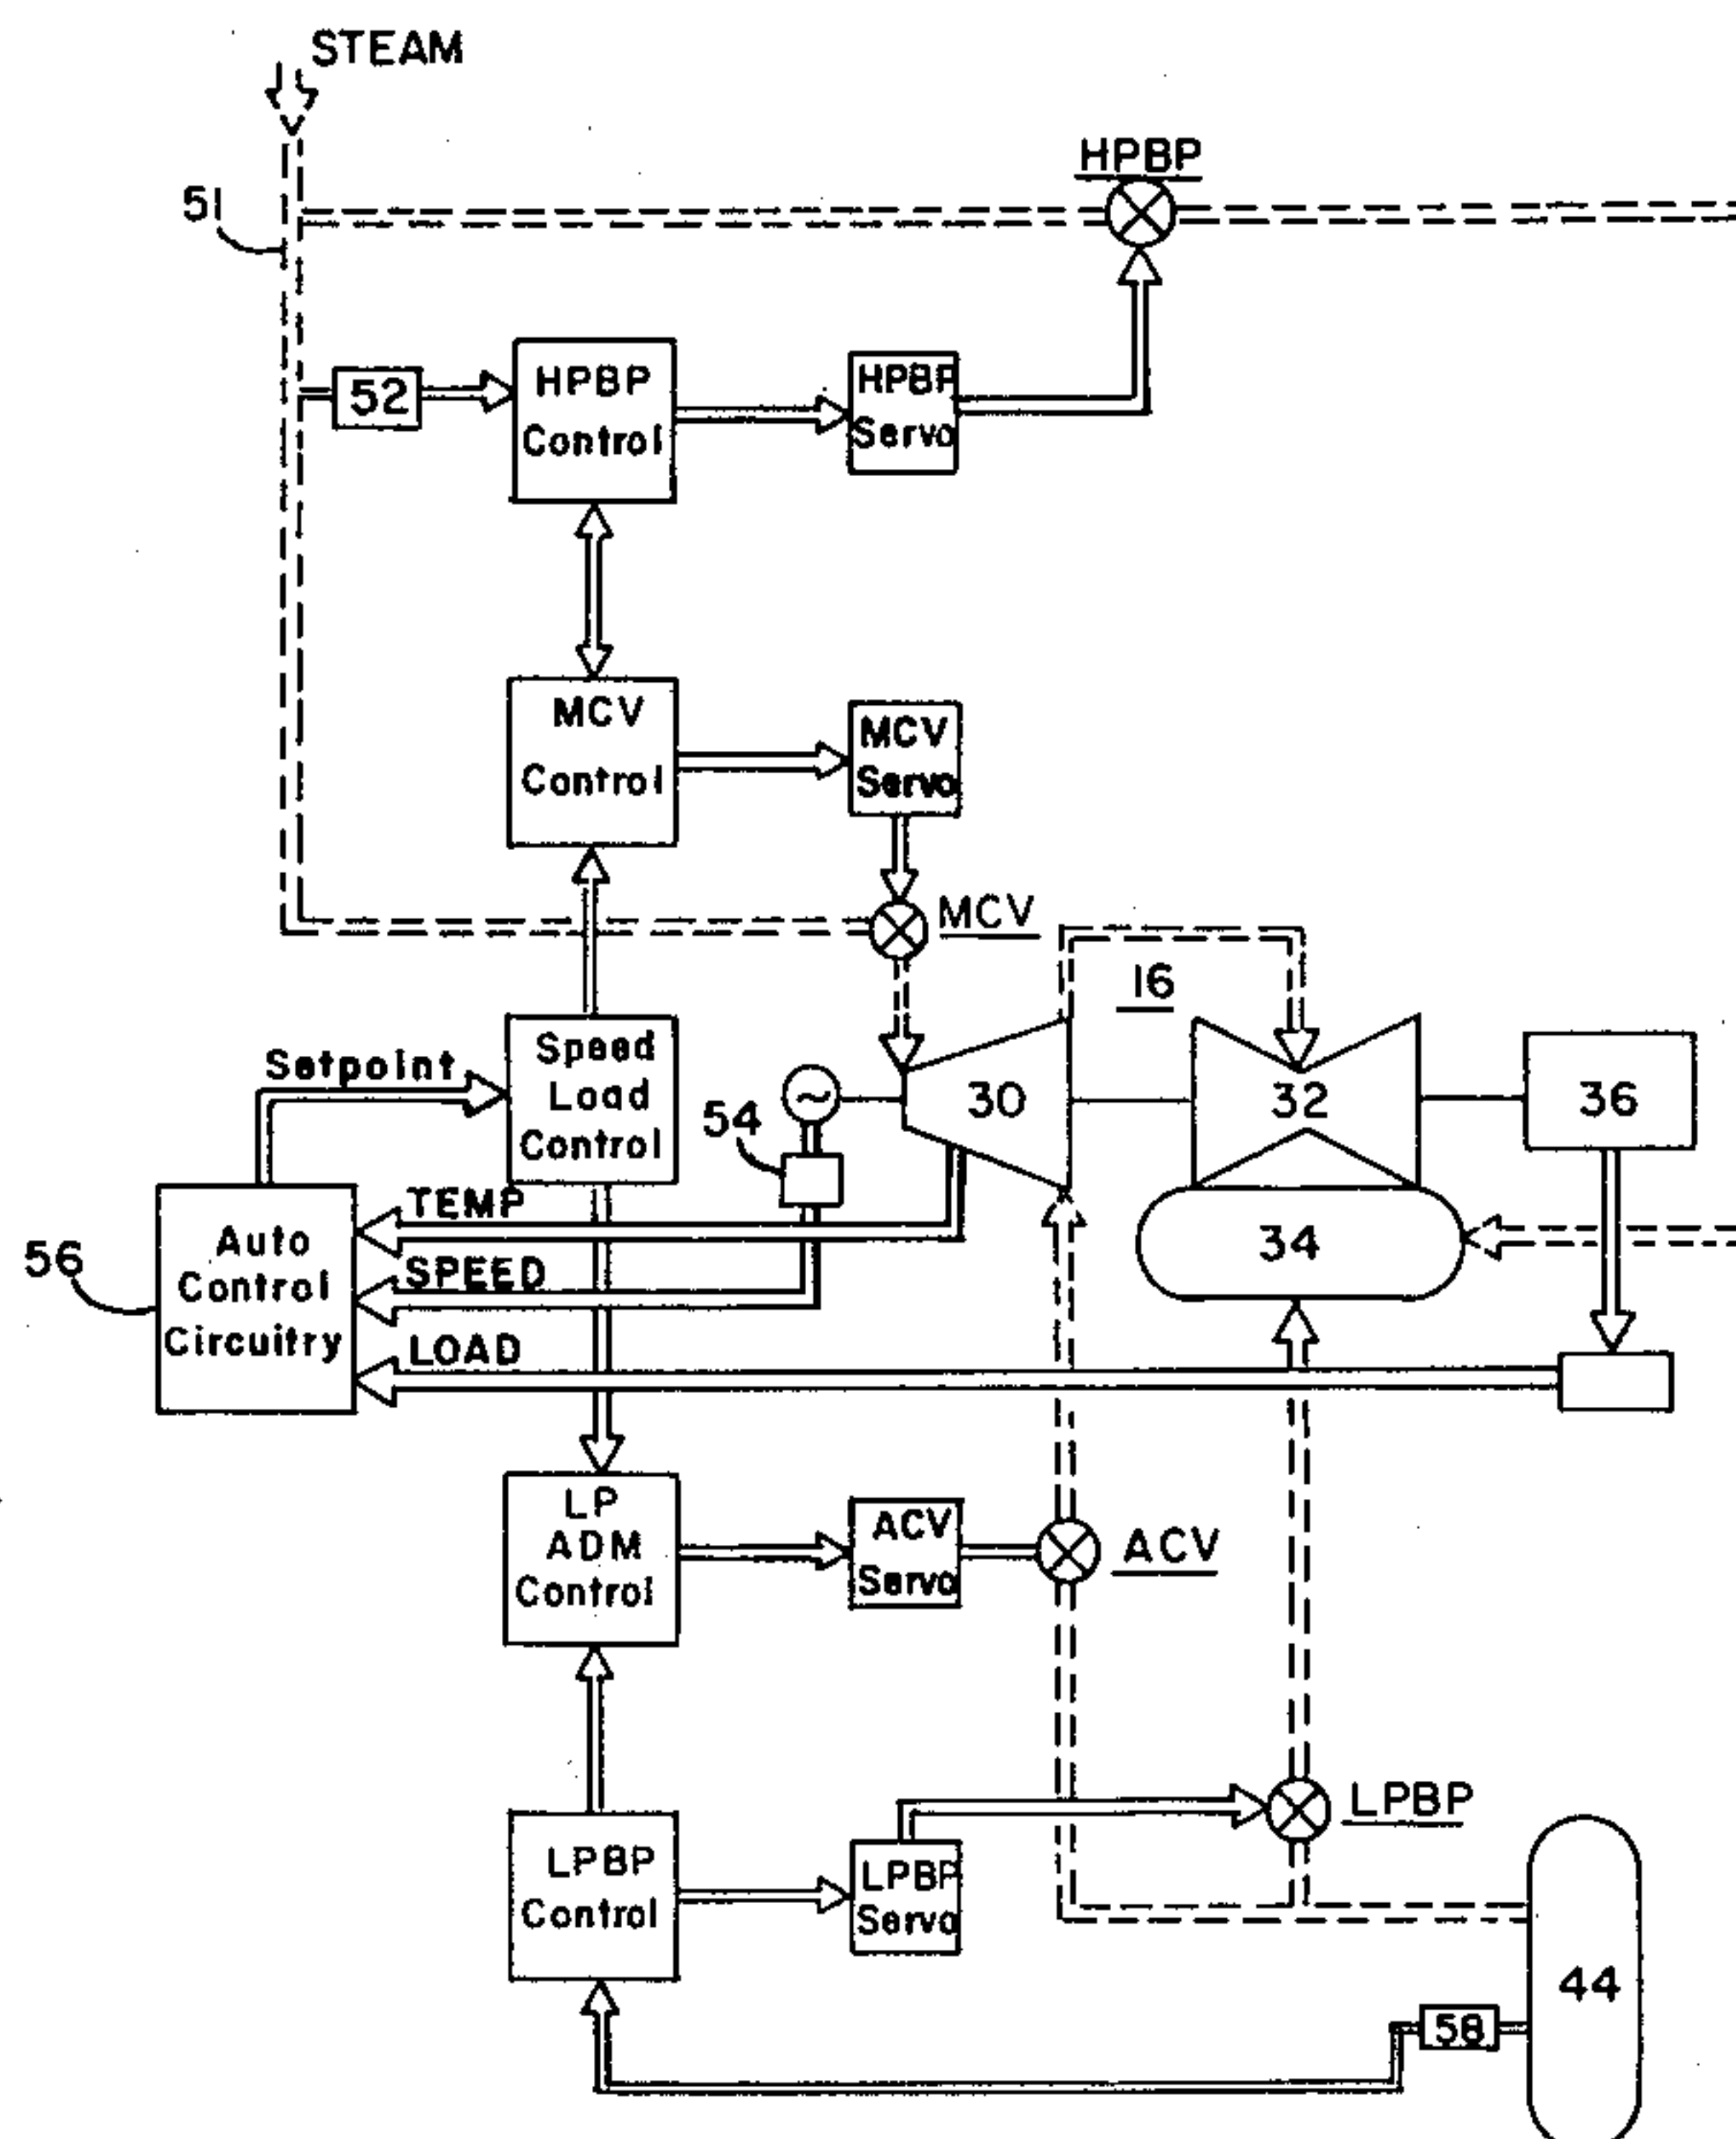 STEAM
HPBP
51
52
HPBP
Control
HPBP
Servo
MCV
Control
MCV
Servo
MCV
16
Setpoint
Speed
Load
Control
54
~
30
32
36
TEMP
34
56
Auto
Control
Circuitry
SPEED
LOAD
LP
ADM
Control
ACV
Servo
ACV
LPBP
LPBP
Control
LPBP
Servo
44
58